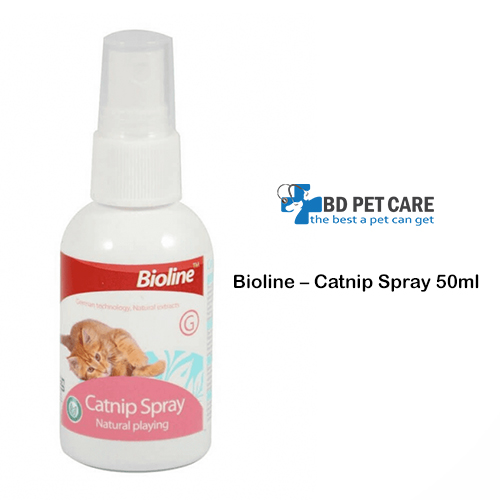 Bioline
German technology, Natural extracts
G
Catnip Spray
Natural playing
BD PET CARE
the best a pet can get
Bioline – Catnip Spray 50ml